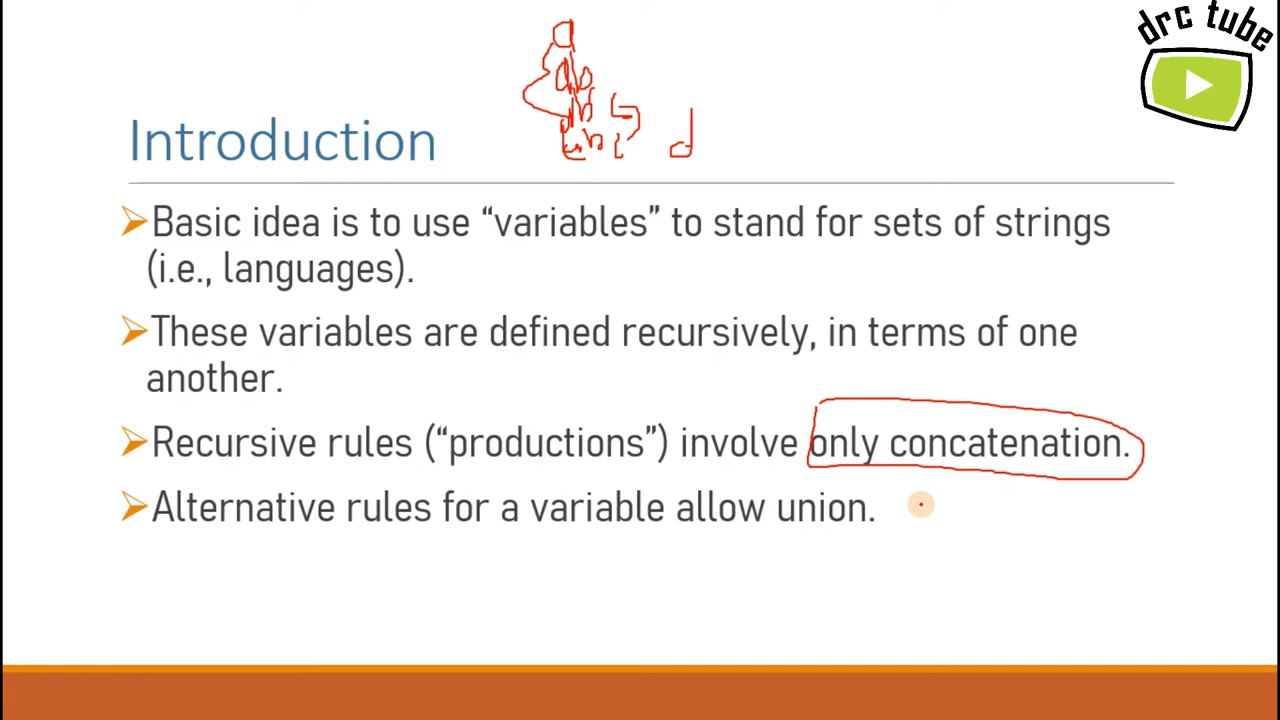 drc tube
Introduction
Basic idea is to use “variables” to stand for sets of strings
(i.e., languages).
These variables are defined recursively, in terms of one
another.
Recursive rules (“productions”) involve only concatenation.
Alternative rules for a variable allow union.